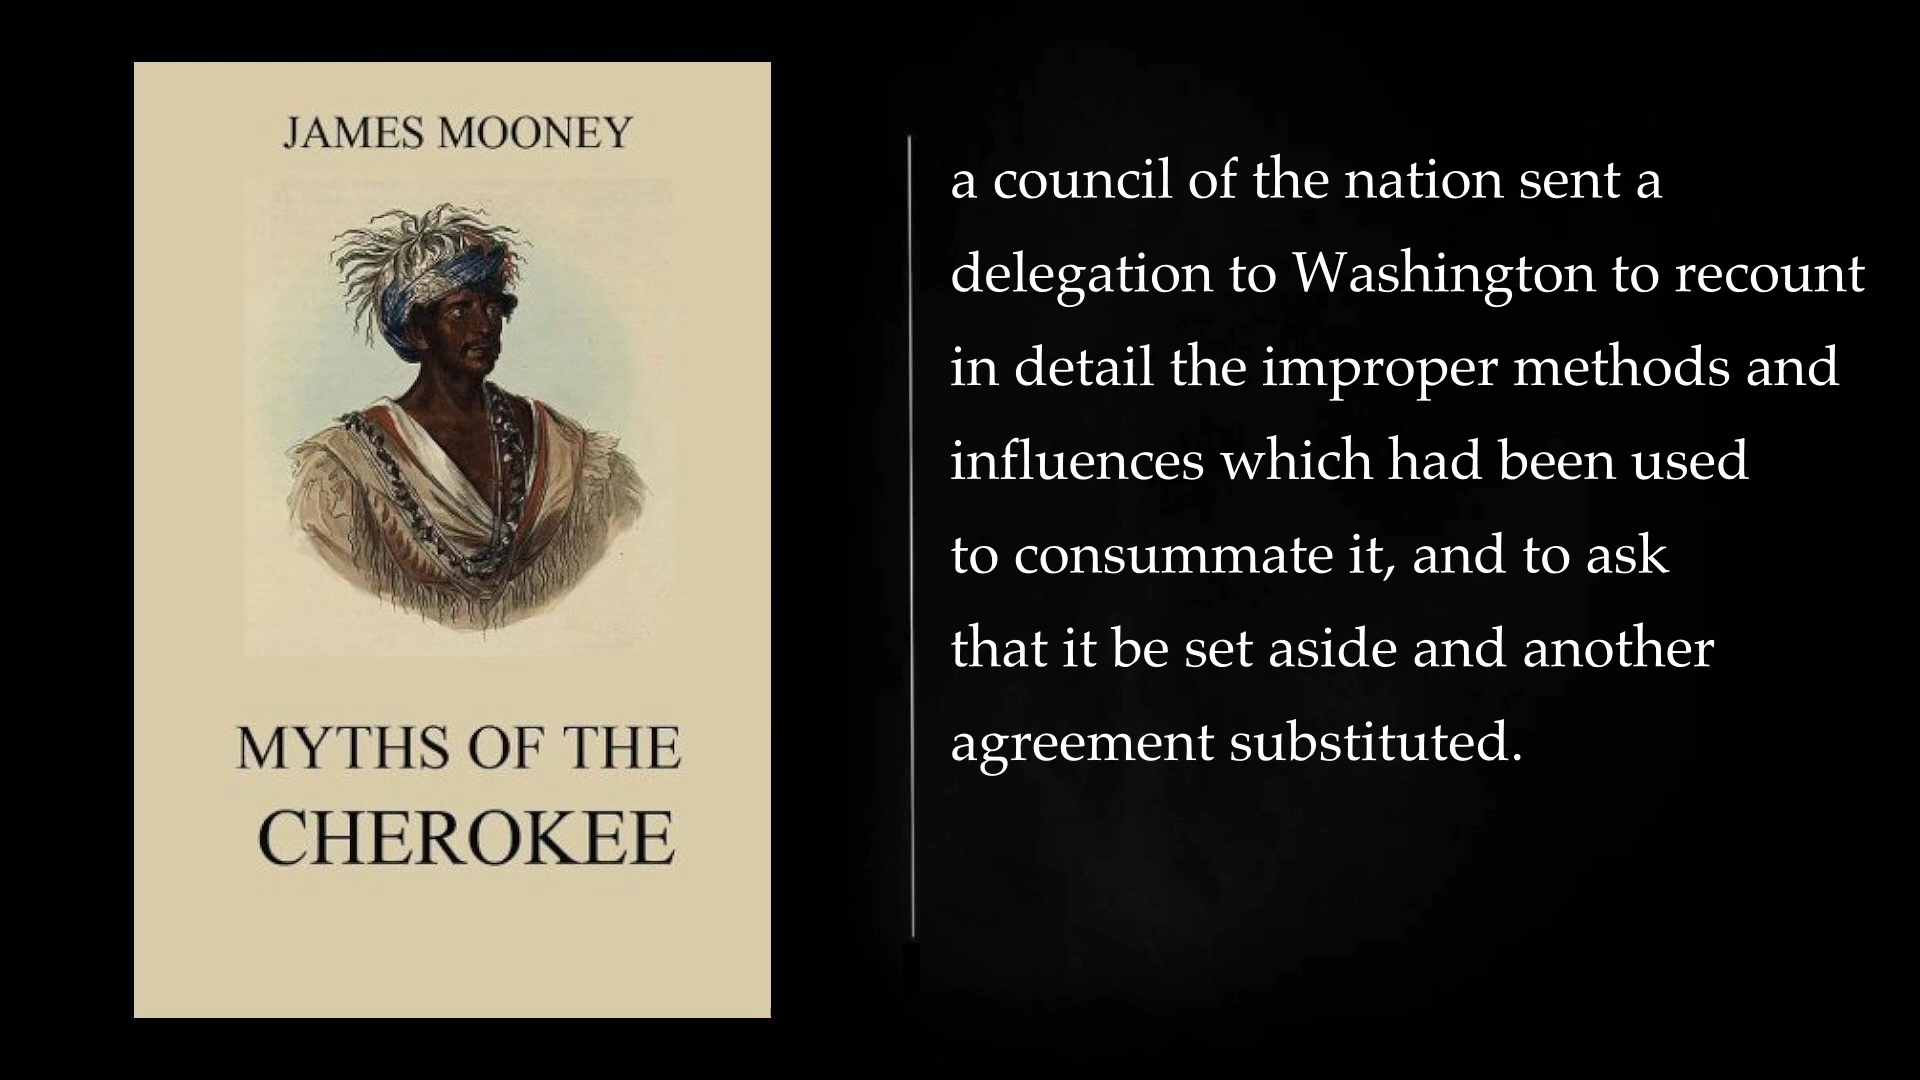 JAMES MOONEY
MYTHS OF THE
CHEROKEE
a council of the nation sent a
delegation to Washington to recount
in detail the improper methods and
influences which had been used
to consummate it, and to ask
that it be set aside and another
agreement substituted.